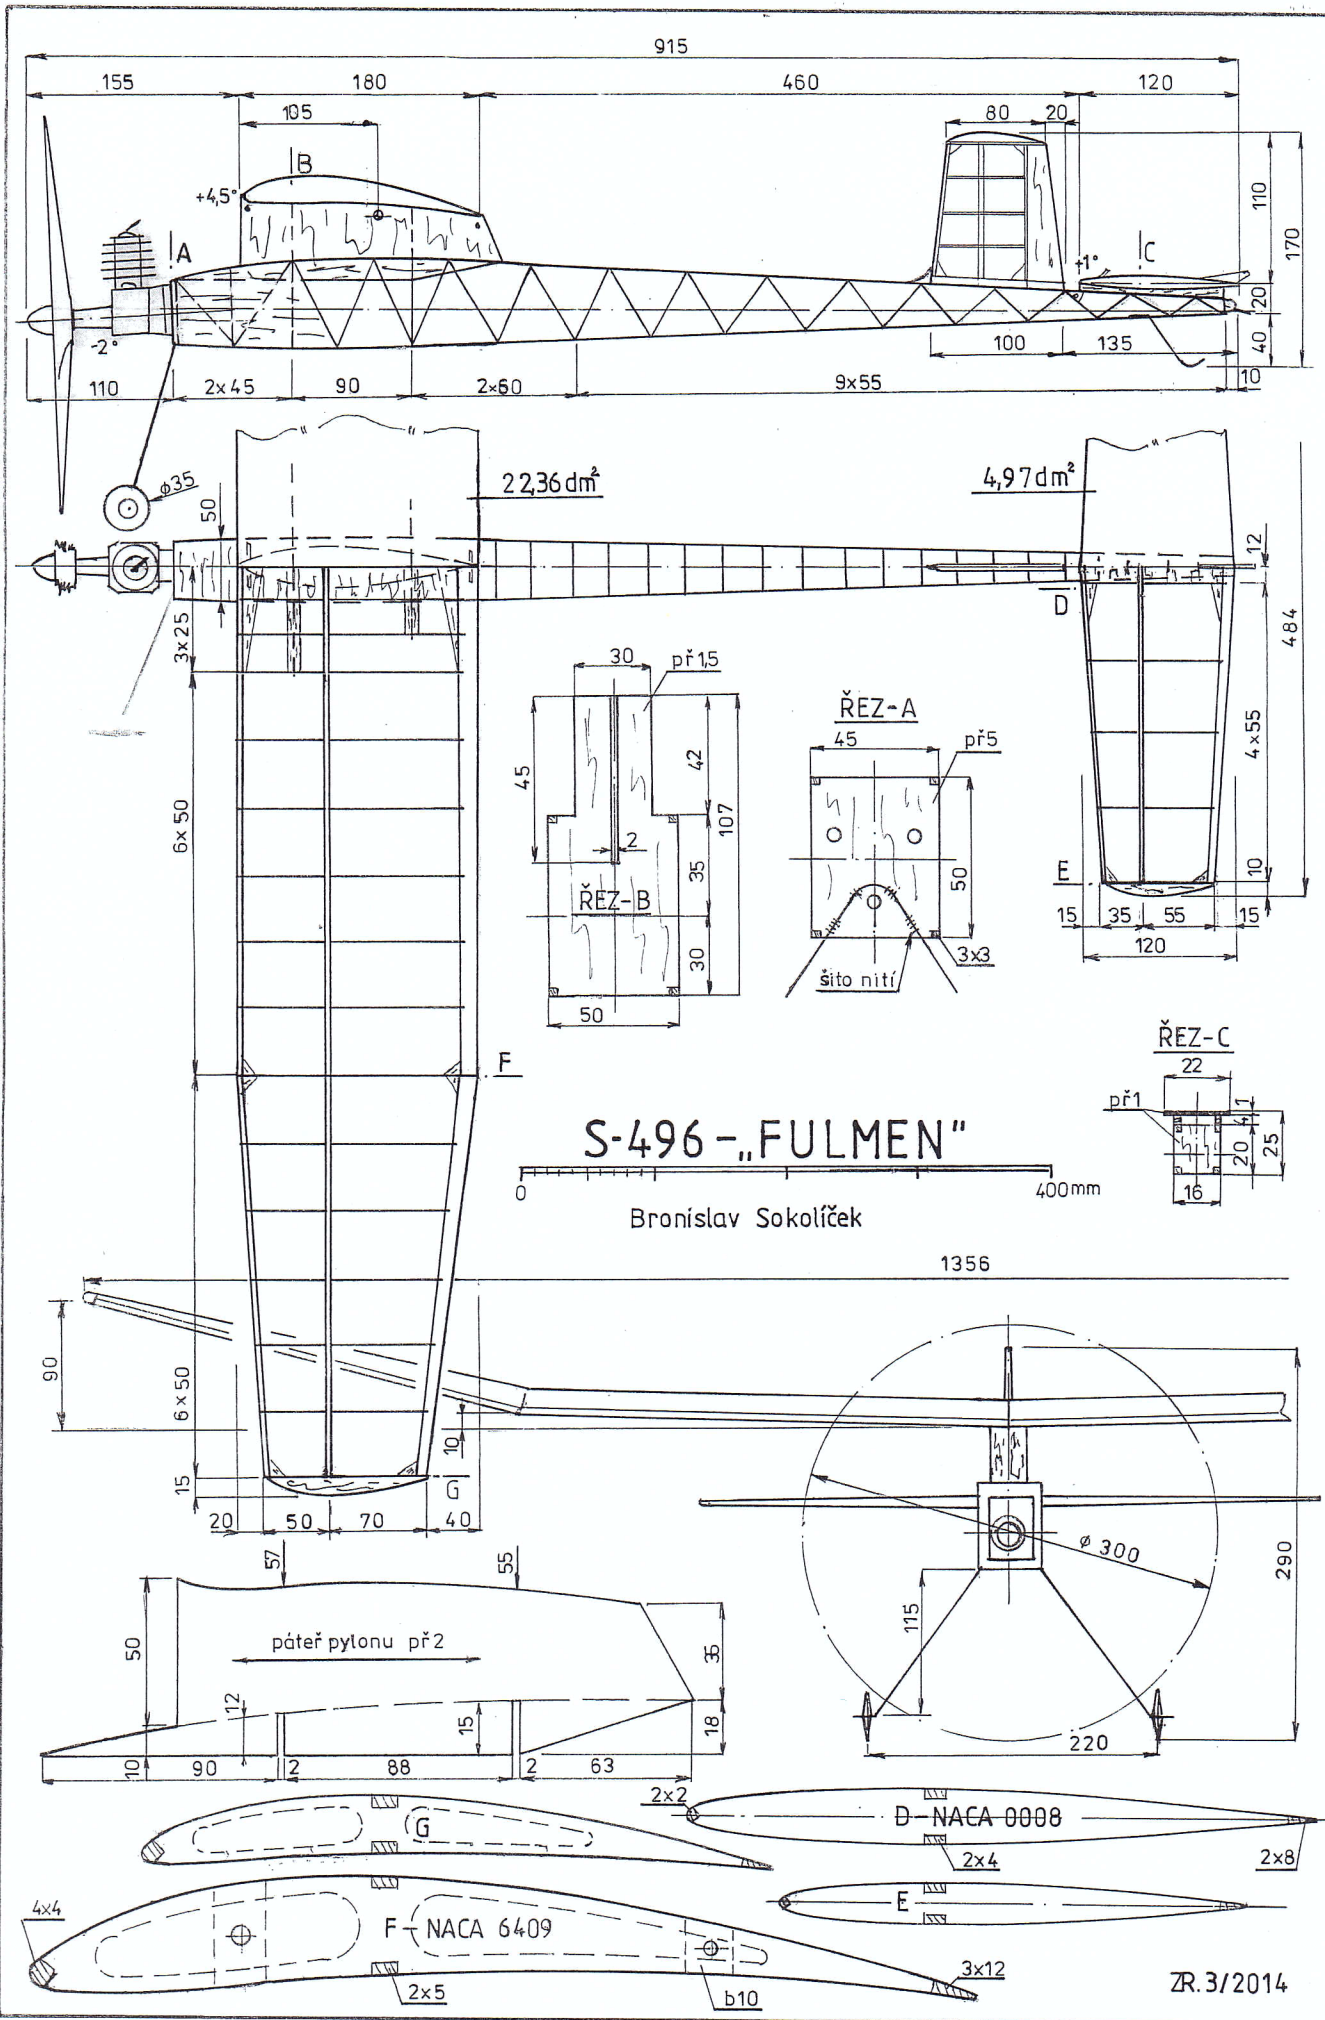 915
155
180
460
120
105
80
20
B
+4,5°
110
170
A
C
+1°
20
40
-2°
100
135
110
2x45
90
2x60
9x55
10
ø35
50
22,36dm²
4,97dm²
12
3x25
D
484
30
př1,5
ŘEZ-A
45
př5
45
42
107
4x55
6x50
2
35
50
10
ŘEZ-B
E
30
3x3
šito nití
15
35
55
15
120
50
F
ŘEZ-C
22
př1
1
4
20
25
16
S-496-„FULMEN"
0
400mm
Bronislav Sokolíček
1356
90
6x50
10
15
G
20
50
70
40
ø 300
290
115
220
57
55
50
páteř pylonu př2
35
12
15
18
10
90
2
88
2
63
2x2
G
D-NACA 0008
2x4
2x8
4x4
F-NACA 6409
E
2x5
b10
3x12
ZR.3/2014